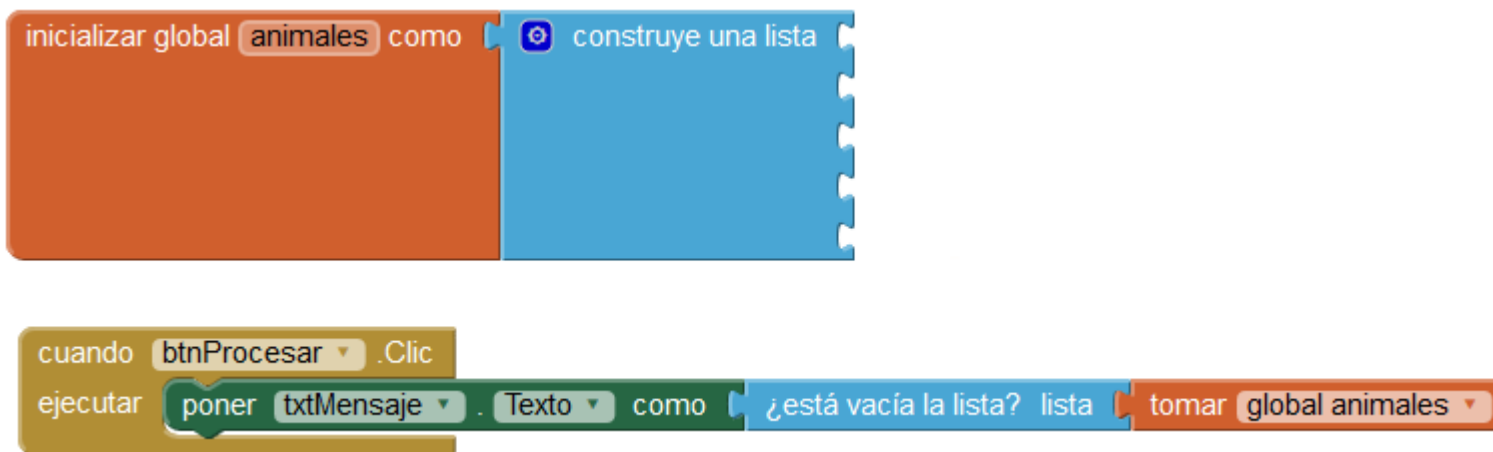 inicializar global animales como construye una lista
cuando btnProcesar .Clic
ejecutar poner txtMensaje . Texto como ¿está vacía la lista? lista tomar global animales